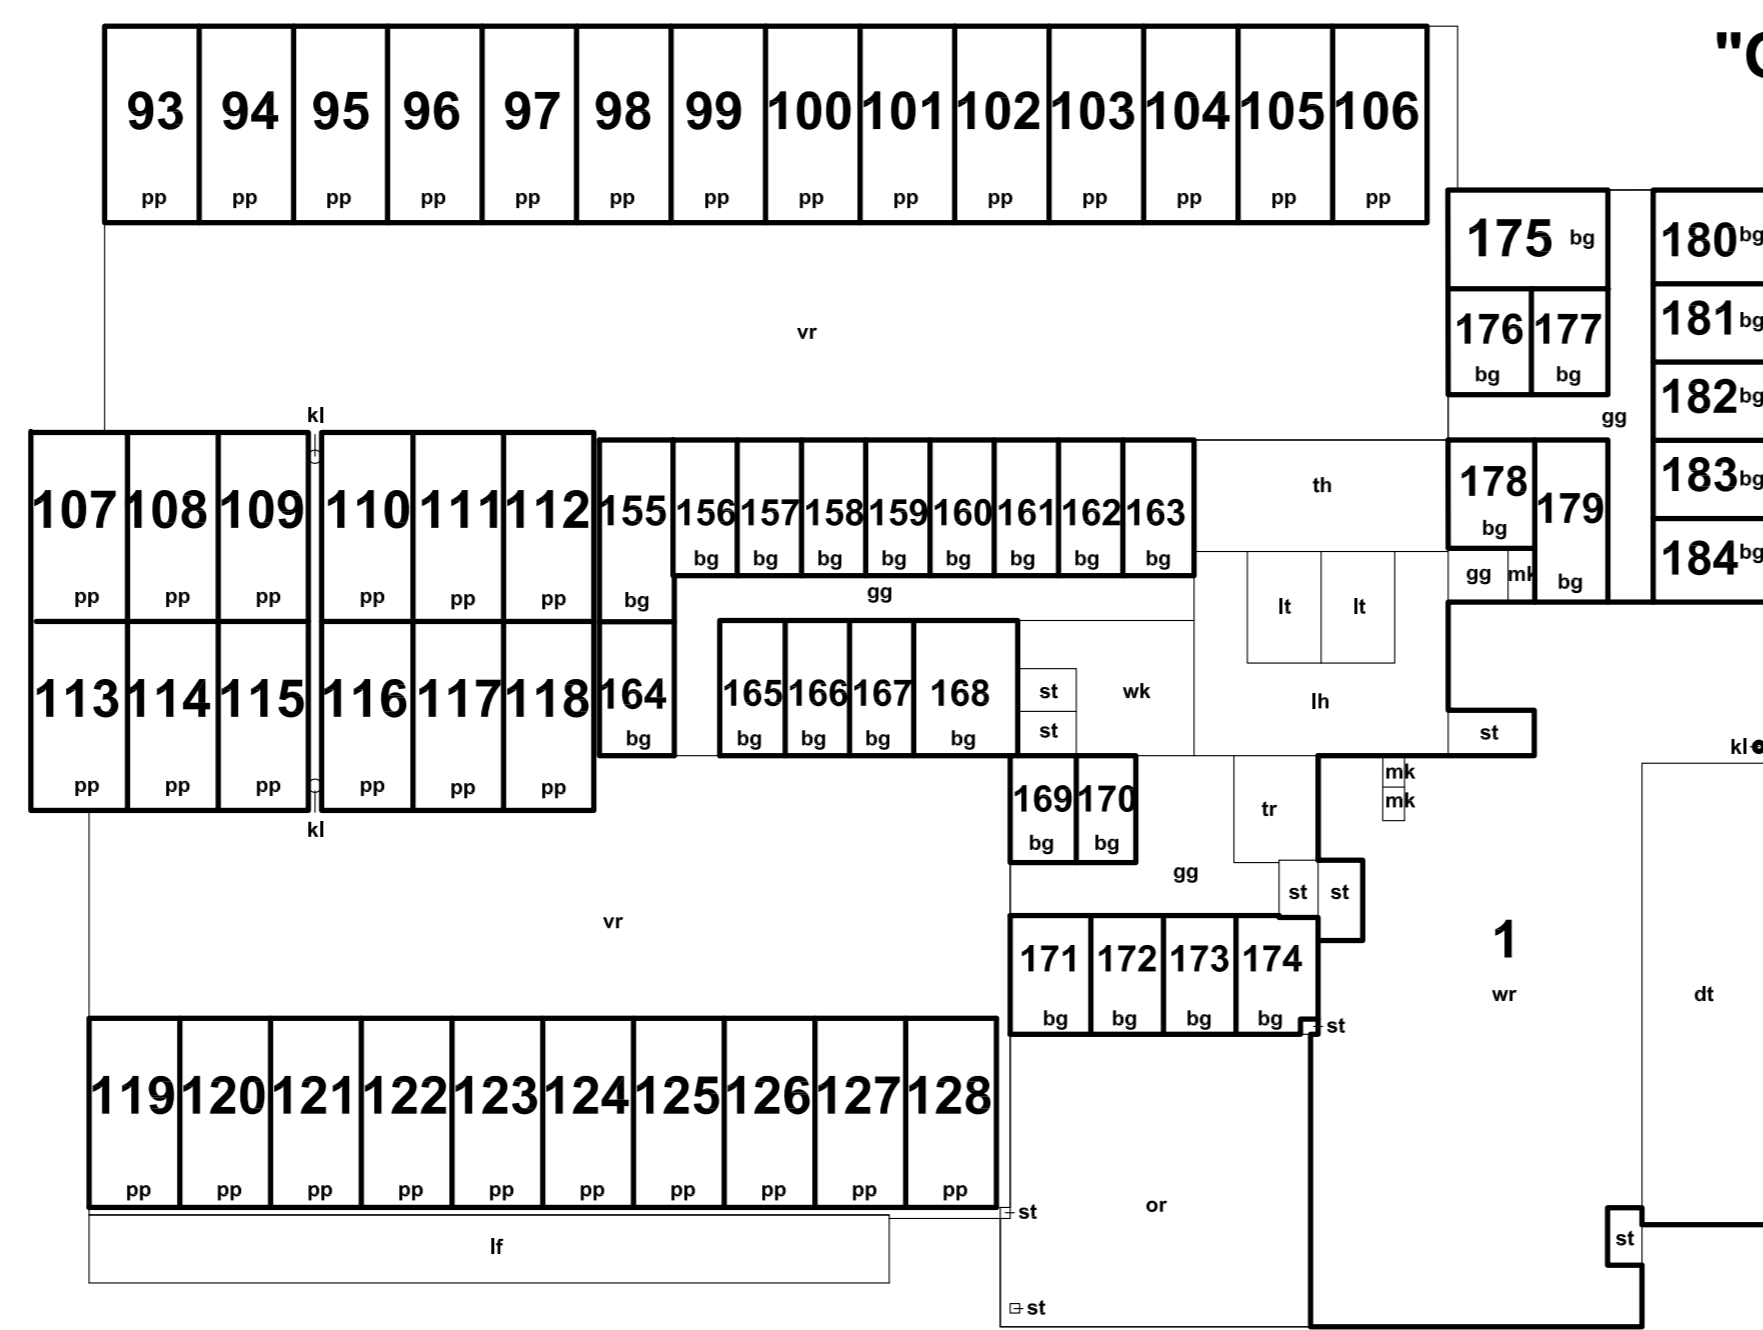 "C
93 94 95 96 97 98 99 100 101 102 103 104 105 106
pp pp pp pp pp pp pp pp pp pp pp pp pp pp
175 bg
180 bg
176 177
bg bg
181 bg
vr
182 bg
kl
gg
107 108 109 110 111 112
pp pp pp pp pp pp
155 156 157 158 159 160 161 162 163
bg bg bg bg bg bg bg bg bg
th
178
bg
179
bg
183 bg
184 bg
gg
gg mk
lt lt
113 114 115 116 117 118
pp pp pp pp pp pp
164 165 166 167 168
bg bg bg bg bg
st
st
wk
lh
st
kl
kl
169 170
bg bg
tr
mk
mk
gg
st st
vr
171 172 173 174
bg bg bg bg
st
1
wr
dt
119 120 121 122 123 124 125 126 127 128
pp pp pp pp pp pp pp pp pp pp
st
or
lf
st
st